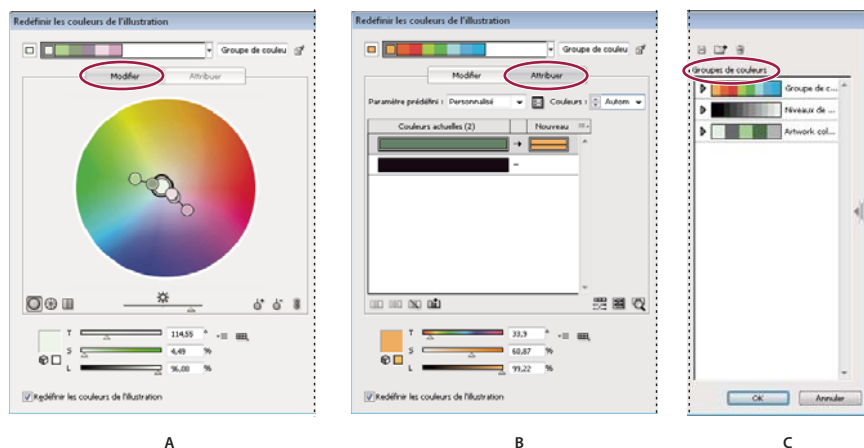 Redéfinir les couleurs de l'illustration
Groupe de couleu
Modifier
Attribuer
T 114,55 °
S 4,49 %
L 96,00 %
Redéfinir les couleurs de l'illustration
A
Redéfinir les couleurs de l'illustration
Groupe de couleu
Modifier
Attribuer
Paramètre prédéfini : Personnalisé
Couleurs : Autom
Couleurs actuelles (2)
Nouveau
T 33,9 °
S 60,87 %
L 99,22 %
Redéfinir les couleurs de l'illustration
B
Groupes de couleurs
Groupe de c...
Niveaux de ...
Artwork col...
OK
Annuler
C